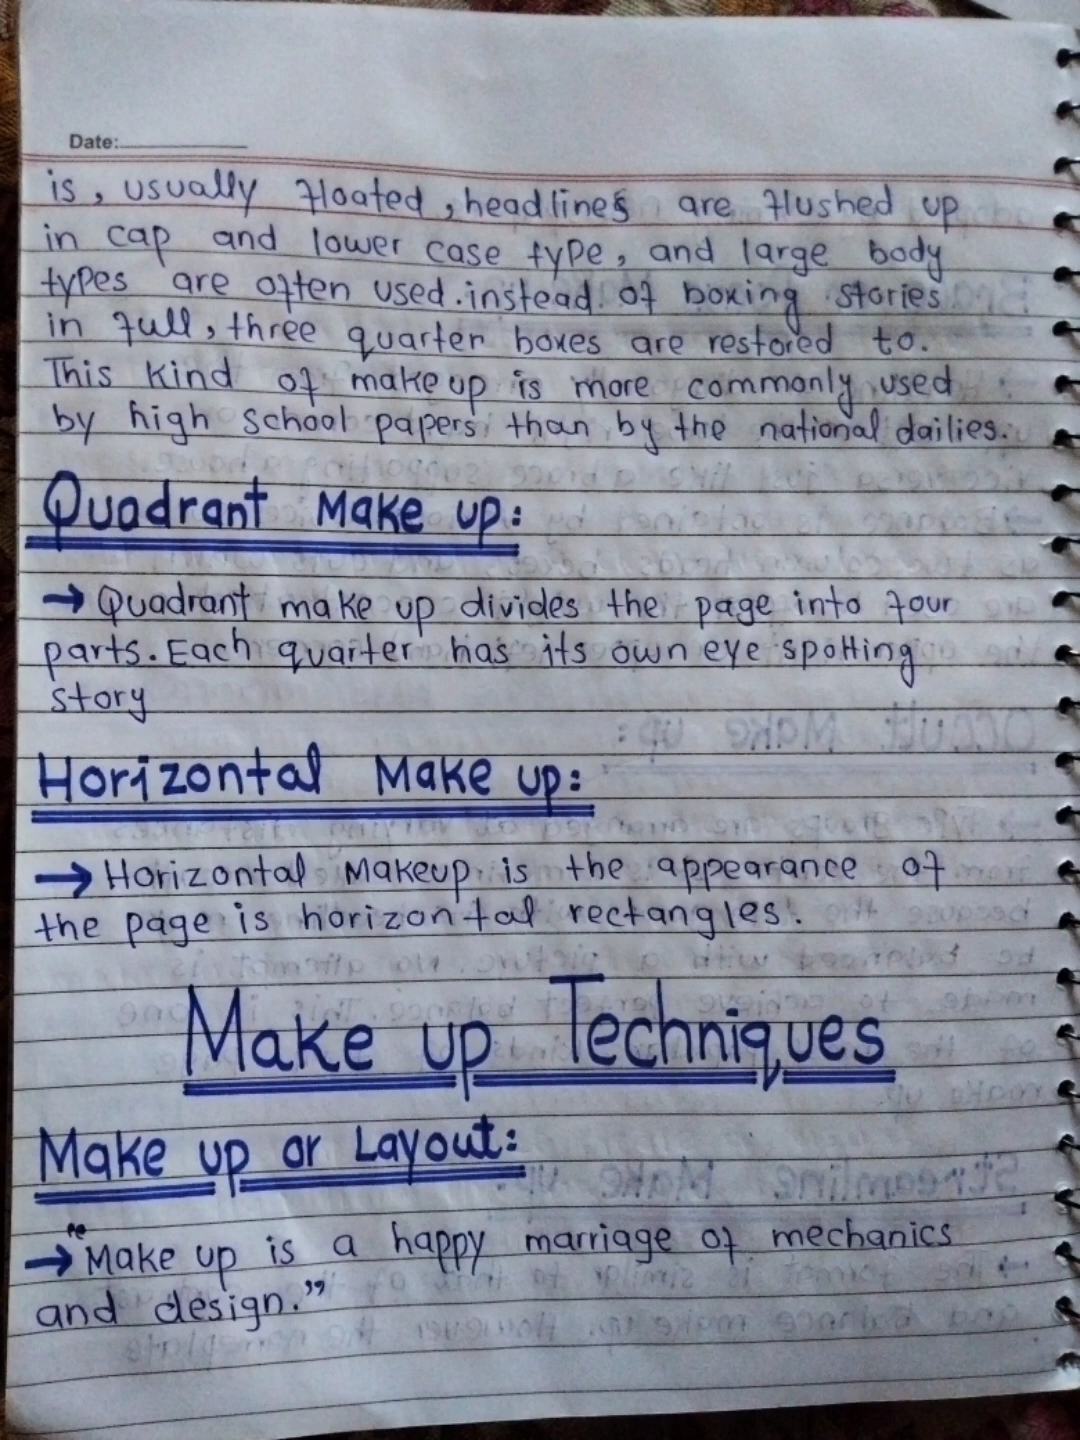 Date:
is, usually floated, headlines are flushed up
in cap and lower case type, and large body
types are often used. instead of boxing stories
in full, three quarter boxes are restored to.
This kind of make up is more commonly used
by high school papers than by the national dailies.
Quadrant Make up:
→ Quadrant make up divides the page into four
parts. Each quarter has its own eye spotting
story
Horizontal Make up:
→ Horizontal Makeup is the appearance of
the page is horizontal rectangles.
Make up Techniques
Make up or Layout:
→ "Make up is a happy marriage of mechanics
and design."